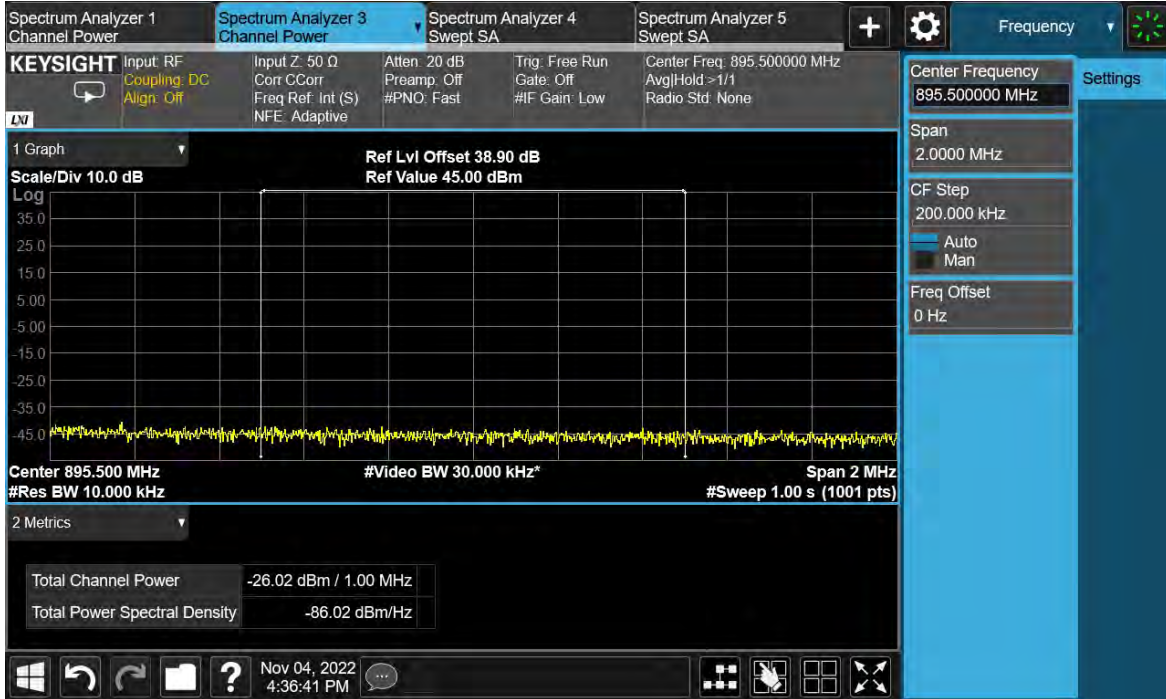 Spectrum Analyzer 1
Channel Power
Spectrum Analyzer 3
Channel Power
Spectrum Analyzer 4
Swept SA
Spectrum Analyzer 5
Swept SA
+
Frequency
KEYSIGHT
LXI
Input: RF
Coupling: DC
Align: Off
Input Z: 50 Ω
Corr CCorr
Freq Ref: Int (S)
NFE: Adaptive
Atten: 20 dB
Preamp: Off
#PNO: Fast
Trig: Free Run
Gate: Off
#IF Gain: Low
Center Freq: 895.500000 MHz
Avg|Hold:>1/1
Radio Std: None
Center Frequency
895.500000 MHz
Settings
Span
2.0000 MHz
CF Step
200.000 kHz
Auto
Man
Freq Offset
0 Hz
1 Graph
Ref Lvl Offset 38.90 dB
Scale/Div 10.0 dB
Ref Value 45.00 dBm
Log
35.0
25.0
15.0
5.00
-5.00
-15.0
-25.0
-35.0
-45.0
Center 895.500 MHz
#Video BW 30.000 kHz*
Span 2 MHz
#Res BW 10.000 kHz
#Sweep 1.00 s (1001 pts)
2 Metrics
Total Channel Power
-26.02 dBm / 1.00 MHz
Total Power Spectral Density
-86.02 dBm/Hz
?
Nov 04, 2022
4:36:41 PM